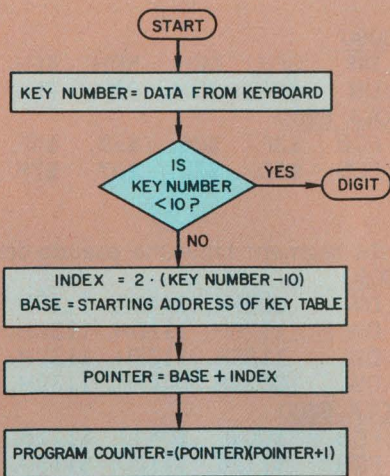 START
KEY NUMBER = DATA FROM KEYBOARD
IS
KEY NUMBER
<10?
YES
DIGIT
NO
INDEX = 2 · (KEY NUMBER-10)
BASE = STARTING ADDRESS OF KEY TABLE
POINTER = BASE + INDEX
PROGRAM COUNTER=(POINTER)(POINTER+1)